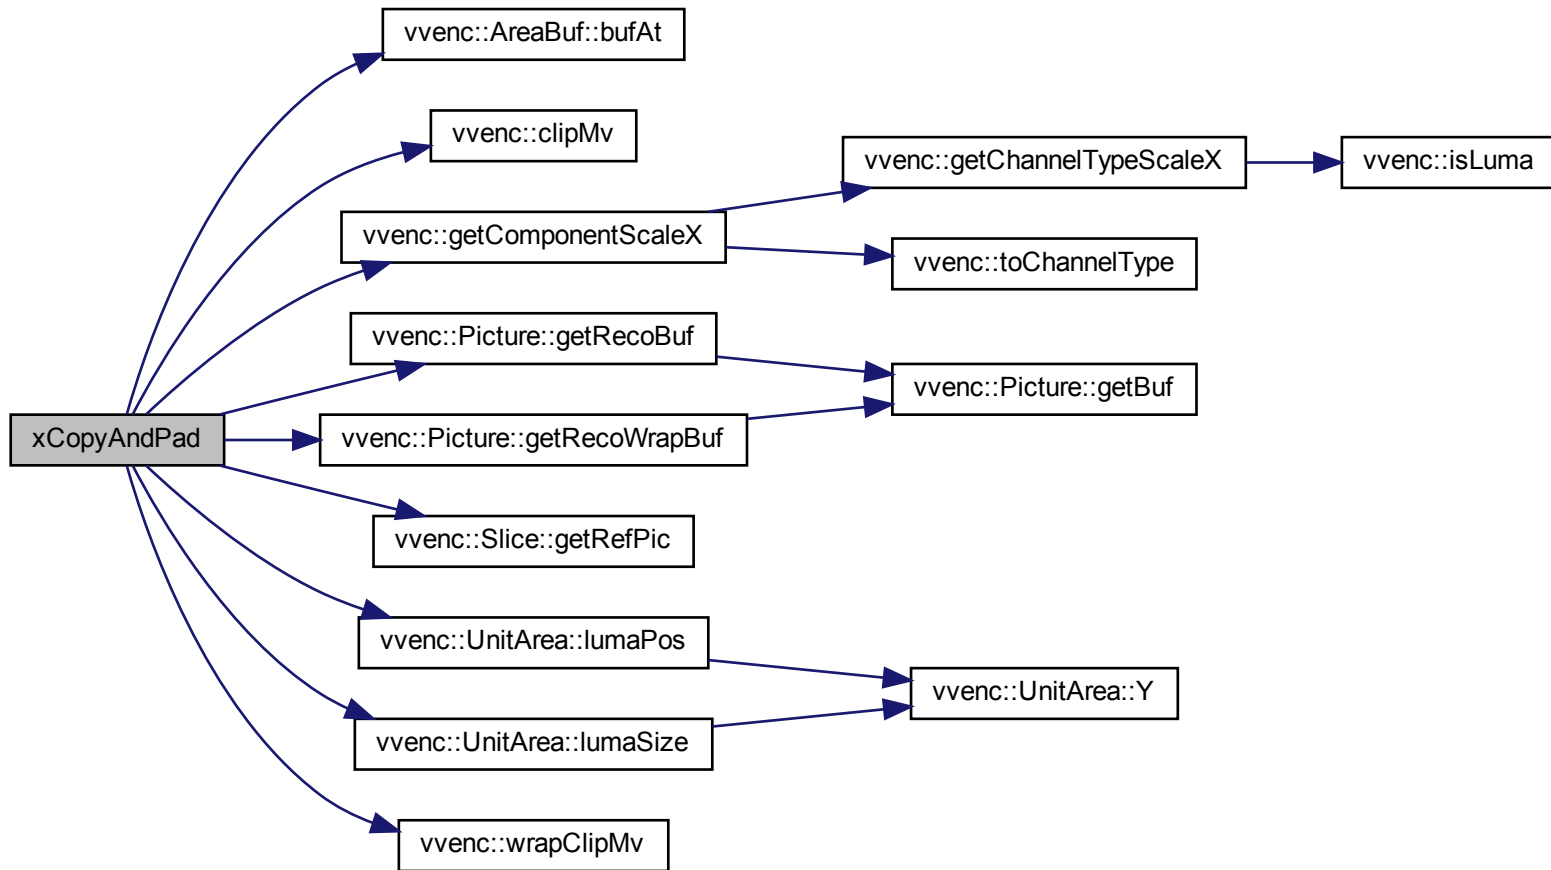 vvenc::AreaBuf::bufAt
vvenc::clipMv
vvenc::getChannelTypeScaleX
vvenc::isLuma
vvenc::getComponentScaleX
vvenc::toChannelType
vvenc::Picture::getRecoBuf
vvenc::Picture::getBuf
xCopyAndPad
vvenc::Picture::getRecoWrapBuf
vvenc::Slice::getRefPic
vvenc::UnitArea::lumaPos
vvenc::UnitArea::Y
vvenc::UnitArea::lumaSize
vvenc::wrapClipMv